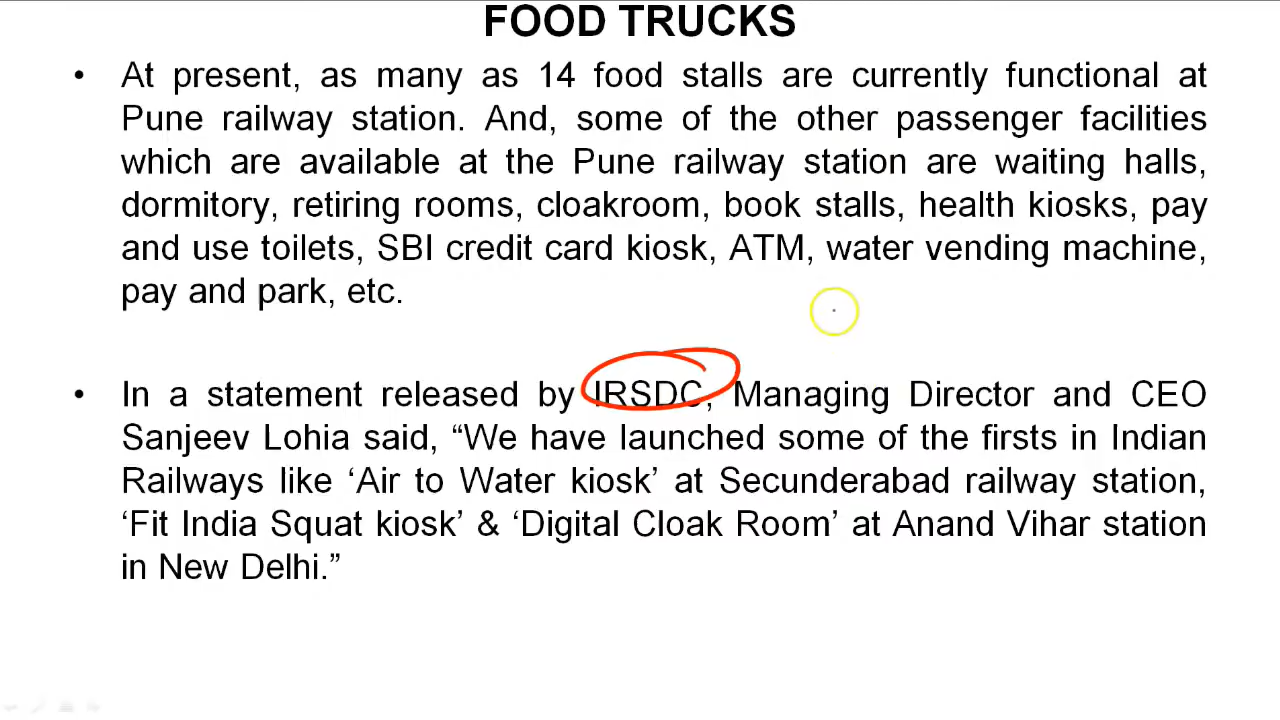 FOOD TRUCKS
• At present, as many as 14 food stalls are currently functional at
Pune railway station. And, some of the other passenger facilities
which are available at the Pune railway station are waiting halls,
dormitory, retiring rooms, cloakroom, book stalls, health kiosks, pay
and use toilets, SBI credit card kiosk, ATM, water vending machine,
pay and park, etc.
• In a statement released by IRSDC, Managing Director and CEO
Sanjeev Lohia said, “We have launched some of the firsts in Indian
Railways like ‘Air to Water kiosk’ at Secunderabad railway station,
‘Fit India Squat kiosk’ & ‘Digital Cloak Room’ at Anand Vihar station
in New Delhi.”